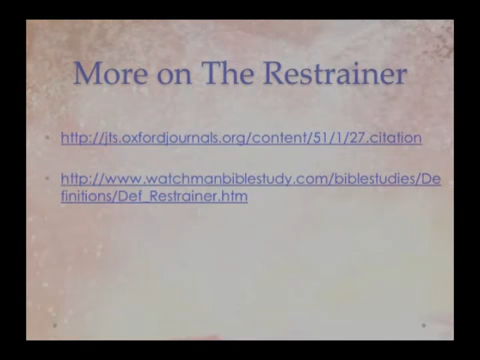 More on The Restrainer
http://jts.oxfordjournals.org/content/51/1/27.citation
http://www.watchmanbiblestudy.com/biblestudies/De
finitions/Def_Restrainer.htm